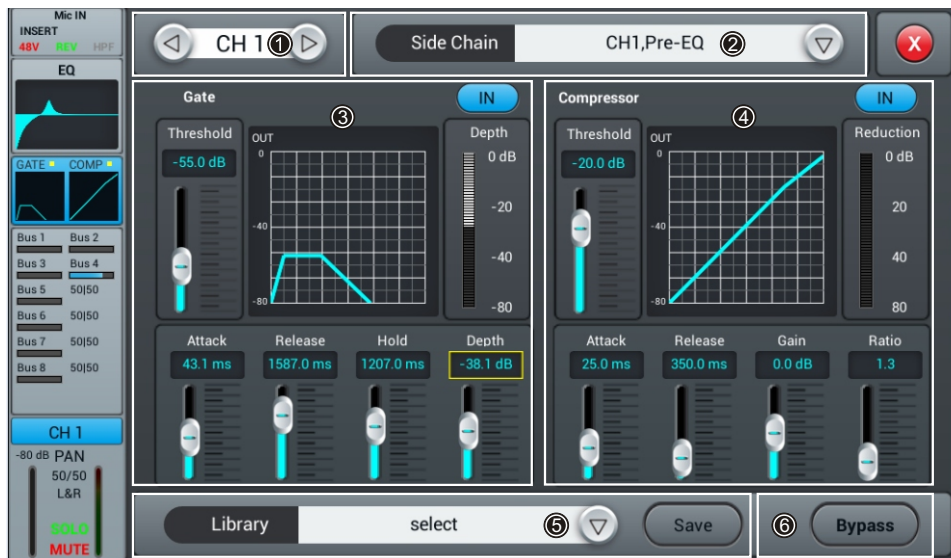 Mic IN
INSERT
48V REV HPF
EQ
GATE COMP
Bus 1 Bus 2
Bus 3 Bus 4
Bus 5 50|50
Bus 6 50|50
Bus 7 50|50
Bus 8 50|50
CH 1
-80 dB PAN
50/50
L&R
SOLO
MUTE
CH 1 ①
Side Chain CH1,Pre-EQ ②
X
Gate ③ IN
Threshold
-55.0 dB
OUT
0
-40
-80
Depth
0 dB
-20
-40
-80
Attack Release Hold Depth
43.1 ms 1587.0 ms 1207.0 ms -38.1 dB
Compressor ④ IN
Threshold
-20.0 dB
OUT
0
-40
-80
Reduction
0 dB
20
40
80
Attack Release Gain Ratio
25.0 ms 350.0 ms 0.0 dB 1.3
Library select ⑤ Save
⑥ Bypass